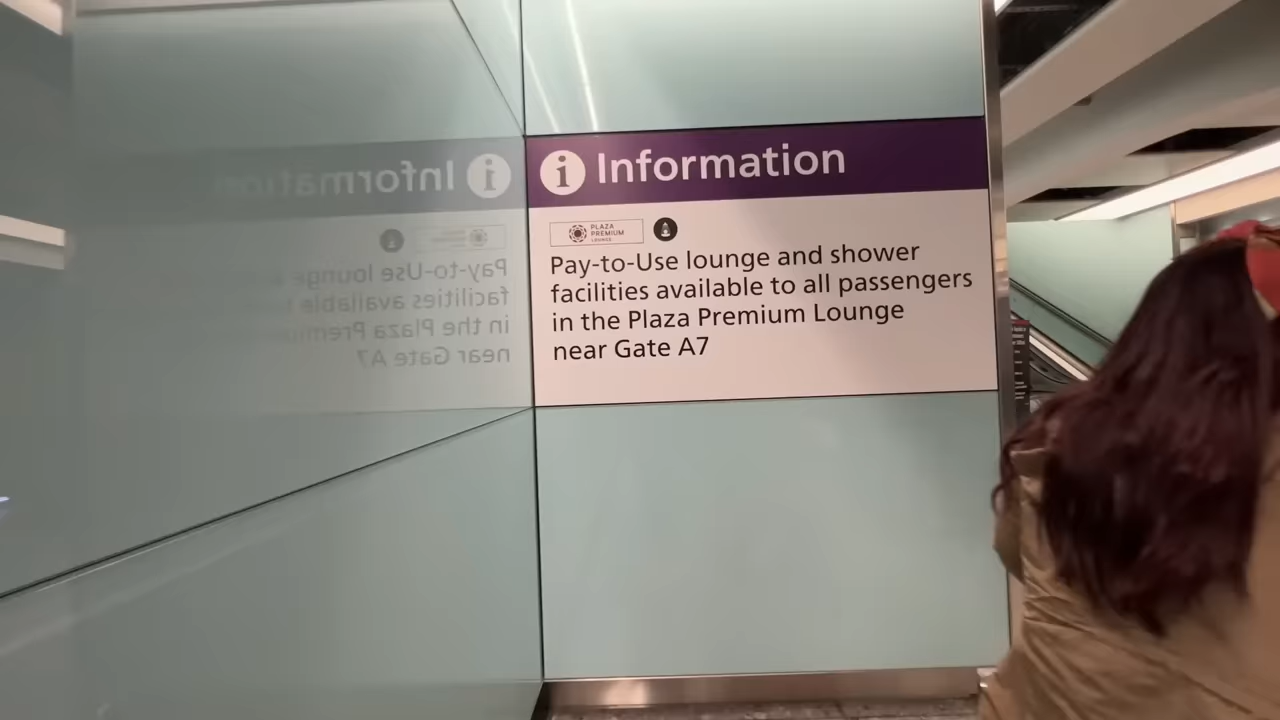 i Information
PLAZA
PREMIUM
LOUNGE
Pay-to-Use lounge and shower
facilities available to all passengers
in the Plaza Premium Lounge
near Gate A7